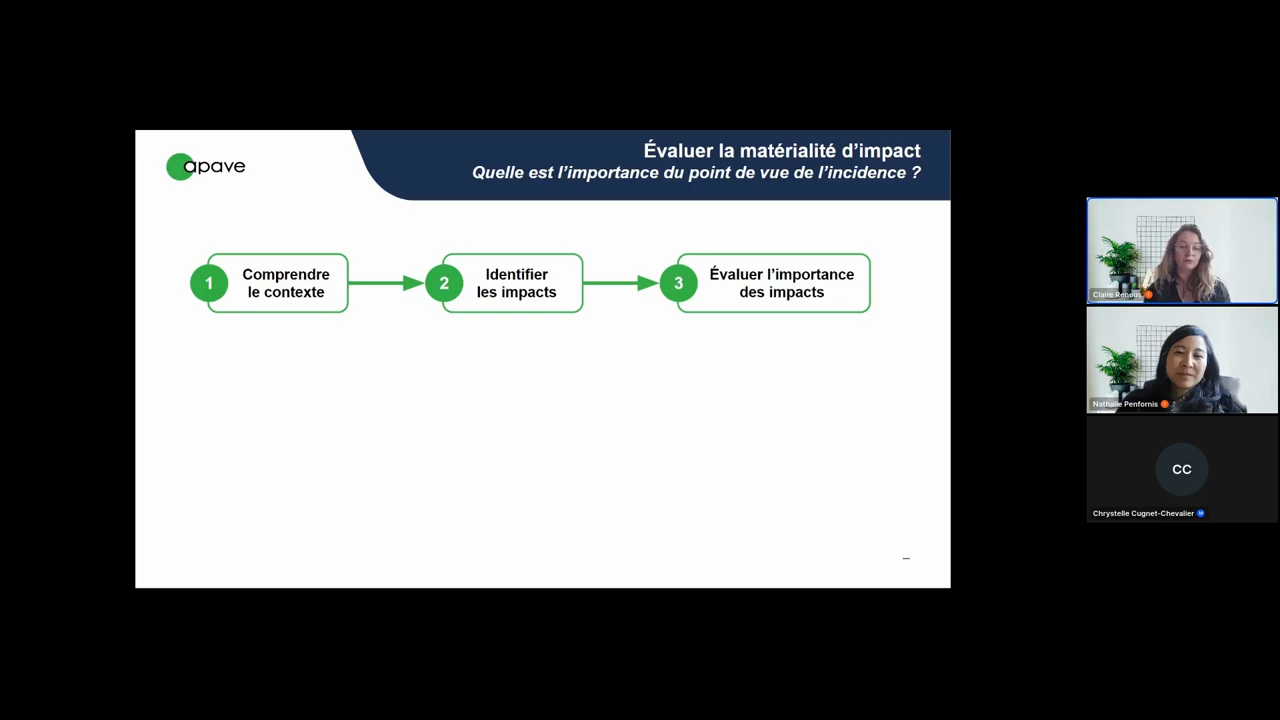 apave
Évaluer la matérialité d'impact
Quelle est l'importance du point de vue de l'incidence ?
1
Comprendre
le contexte
2
Identifier
les impacts
3
Évaluer l'importance
des impacts
Claire Renous
Nathalie Penfornis
CC
Chrystelle Cugnet-Chevalier